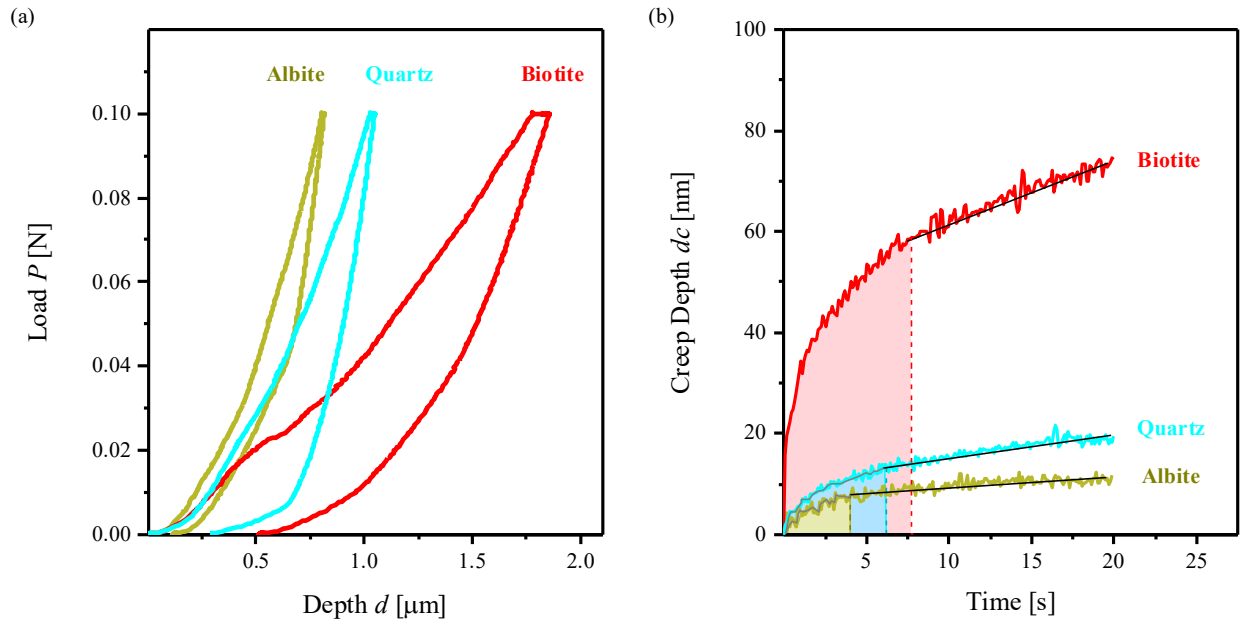 (a)
Albite Quartz Biotite
0.10
0.08
0.06
0.04
0.02
0.00
0.5 1.0 1.5 2.0
Load P [N]
Depth d [μm]
(b)
100
80
60
40
20
0
5 10 15 20 25
Creep Depth dc [nm]
Time [s]
Biotite
Quartz
Albite